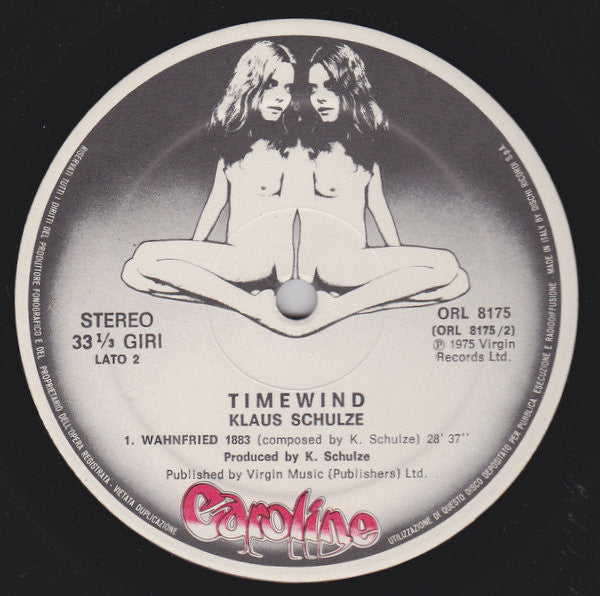 STEREO
33 1/3 GIRI
LATO 2
ORL 8175
(ORL 8175/2)
℗ 1975 Virgin
Records Ltd.
TIMEWIND
KLAUS SCHULZE
1. WAHNFRIED 1883 (composed by K. Schulze) 28' 37''
Produced by K. Schulze
Published by Virgin Music (Publishers) Ltd.
Caroline
RISERVATI TUTTI I DIRITTI DEL PRODUTTORE FONOGRAFICO E DEL PROPRIETARIO DELL'OPERA REGISTRATA - VIETATA DUPLICAZIONE
UTILIZZAZIONE DI QUESTO DISCO DEPOSITATO PER PUBBLICA ESECUZIONE E RADIODIFFUSIONE - MADE IN ITALY BY DISCHI RICORDI S.p.A.